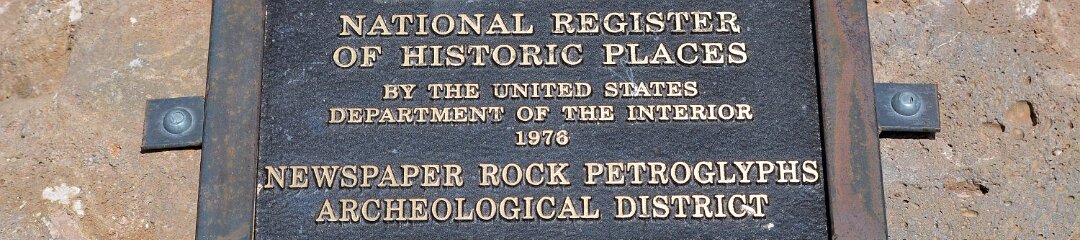 NATIONAL REGISTER
OF HISTORIC PLACES
BY THE UNITED STATES
DEPARTMENT OF THE INTERIOR
1976
NEWSPAPER ROCK PETROGLYPHS
ARCHEOLOGICAL DISTRICT